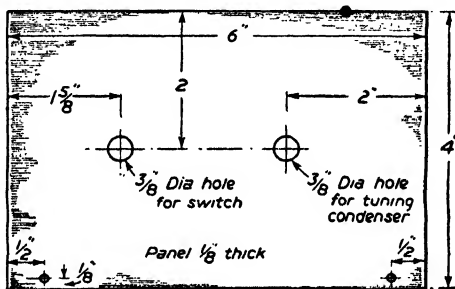 6"
2
1 5/8"
2"
4"
3/8" Dia hole
for switch
3/8" Dia hole
for tuning
condenser
Panel 1/8 thick
1/2"
1/8"
1/2"